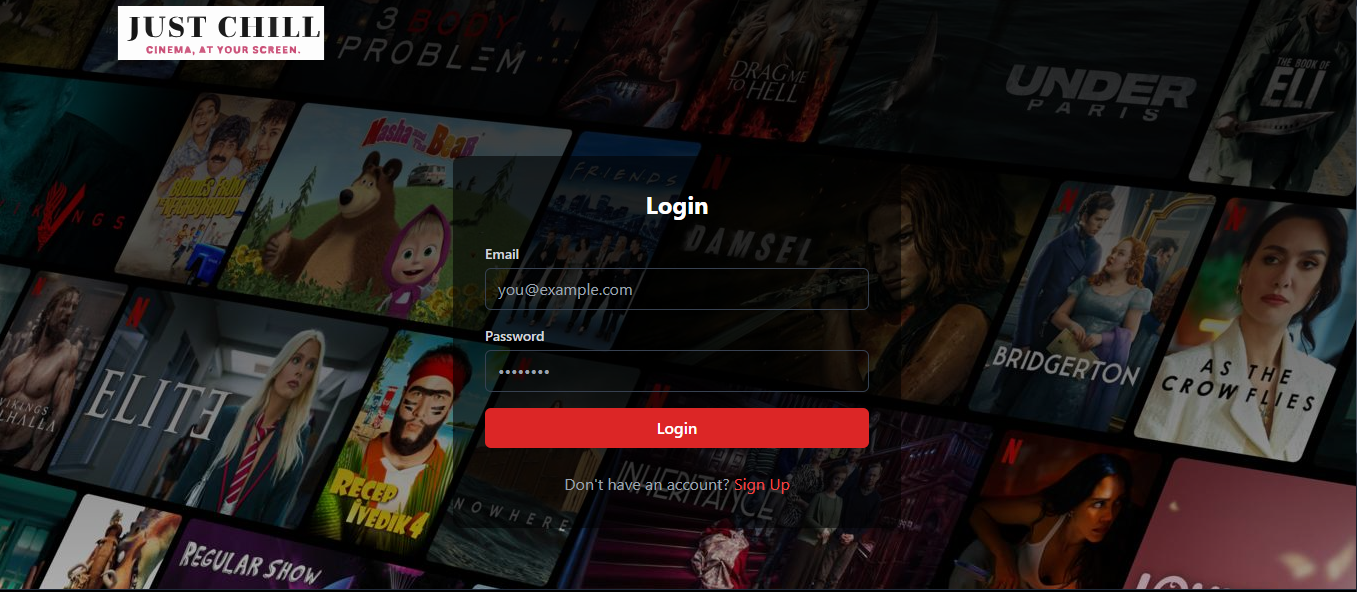 JUST CHILL
CINEMA, AT YOUR SCREEN.
3 BODY
PROBLEM
DRAG ME
TO HELL
UNDER
PARIS
THE BOOK OF
ELI
Masha and The Bear
FRIENDS
N
DAMSEL
Login
Email
you@example.com
Password
••••••••
Login
Don't have an account? Sign Up
N
N
BRIDGERTON
N
AS THE
CROW FLIES
N
VIKINGS
VALHALLA
N
ELITE
RECEP
İVEDİK 4
NOWHERE
N
INHERITANCE
N
REGULAR SHOW